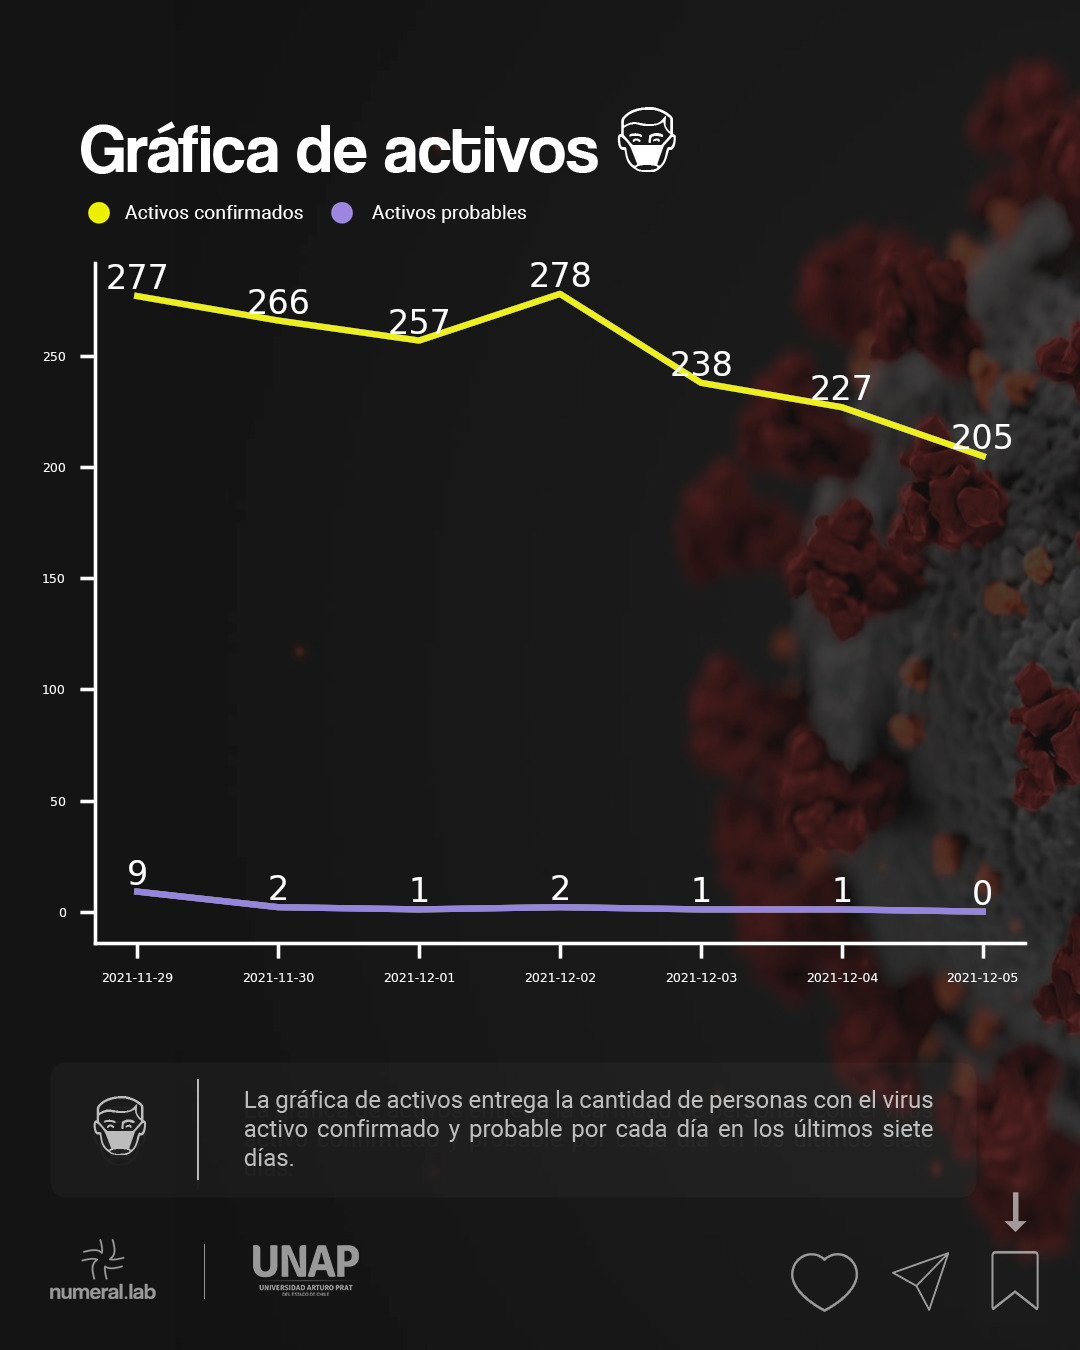 Gráfica de activos
Activos confirmados Activos probables
277
266
257
278
238
227
205
250
200
150
100
50
0
9
2
1
2
1
1
0
2021-11-29 2021-11-30 2021-12-01 2021-12-02 2021-12-03 2021-12-04 2021-12-05
La gráfica de activos entrega la cantidad de personas con el virus
activo confirmado y probable por cada día en los últimos siete
días.
numeral.lab
UNAP
UNIVERSIDAD ARTURO PRAT
DEL ESTADO DE CHILE